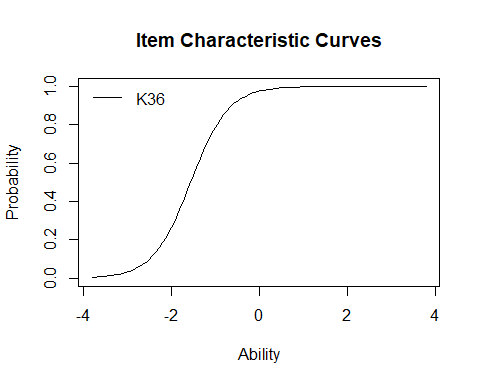 Item Characteristic Curves
K36
Probability
0.0 0.2 0.4 0.6 0.8 1.0
-4 -2 0 2 4
Ability